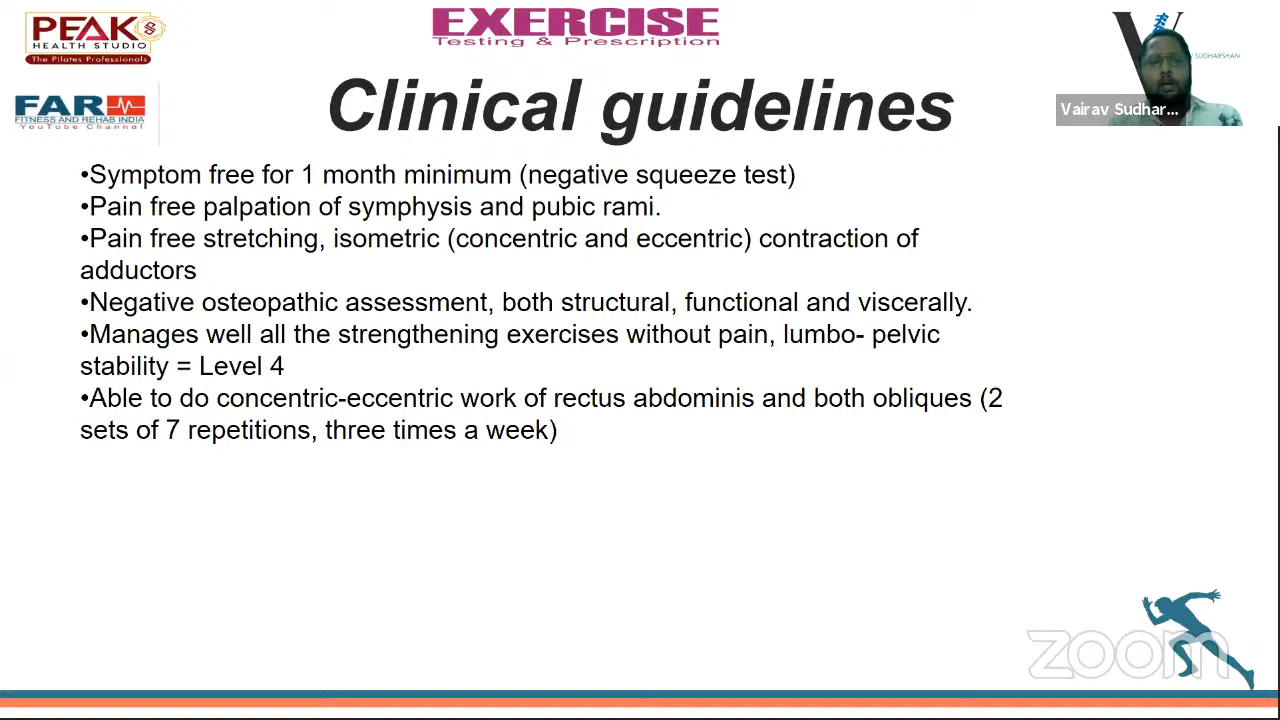 PEAK
HEALTH STUDIO
The Pilates Professionals
EXERCISE
Testing & Prescription
SUDHARSHAN
FAR
FITNESS AND REHAB INDIA
YouTube Channel
Vairav Sudhar...
Clinical guidelines
•Symptom free for 1 month minimum (negative squeeze test)
•Pain free palpation of symphysis and pubic rami.
•Pain free stretching, isometric (concentric and eccentric) contraction of
adductors
•Negative osteopathic assessment, both structural, functional and viscerally.
•Manages well all the strengthening exercises without pain, lumbo- pelvic
stability = Level 4
•Able to do concentric-eccentric work of rectus abdominis and both obliques (2
sets of 7 repetitions, three times a week)
zoom